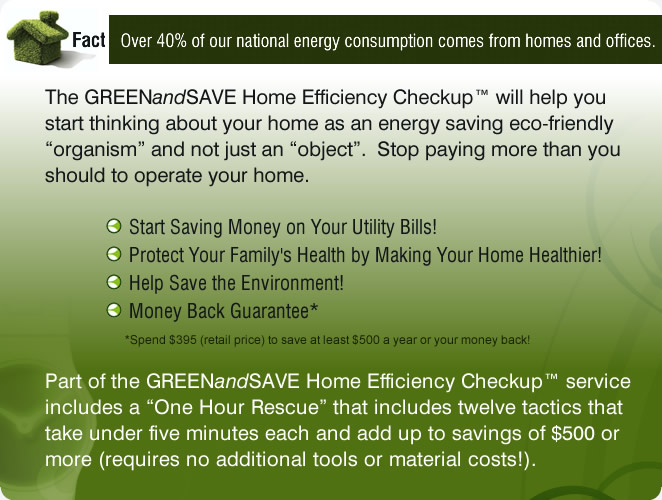 Fact Over 40% of our national energy consumption comes from homes and offices.
The GREENandSAVE Home Efficiency Checkup™ will help you
start thinking about your home as an energy saving eco-friendly
“organism” and not just an “object”.  Stop paying more than you
should to operate your home.
Start Saving Money on Your Utility Bills!
Protect Your Family's Health by Making Your Home Healthier!
Help Save the Environment!
Money Back Guarantee*
*Spend $395 (retail price) to save at least $500 a year or your money back!
Part of the GREENandSAVE Home Efficiency Checkup™ service
includes a “One Hour Rescue” that includes twelve tactics that
take under five minutes each and add up to savings of $500 or
more (requires no additional tools or material costs!).